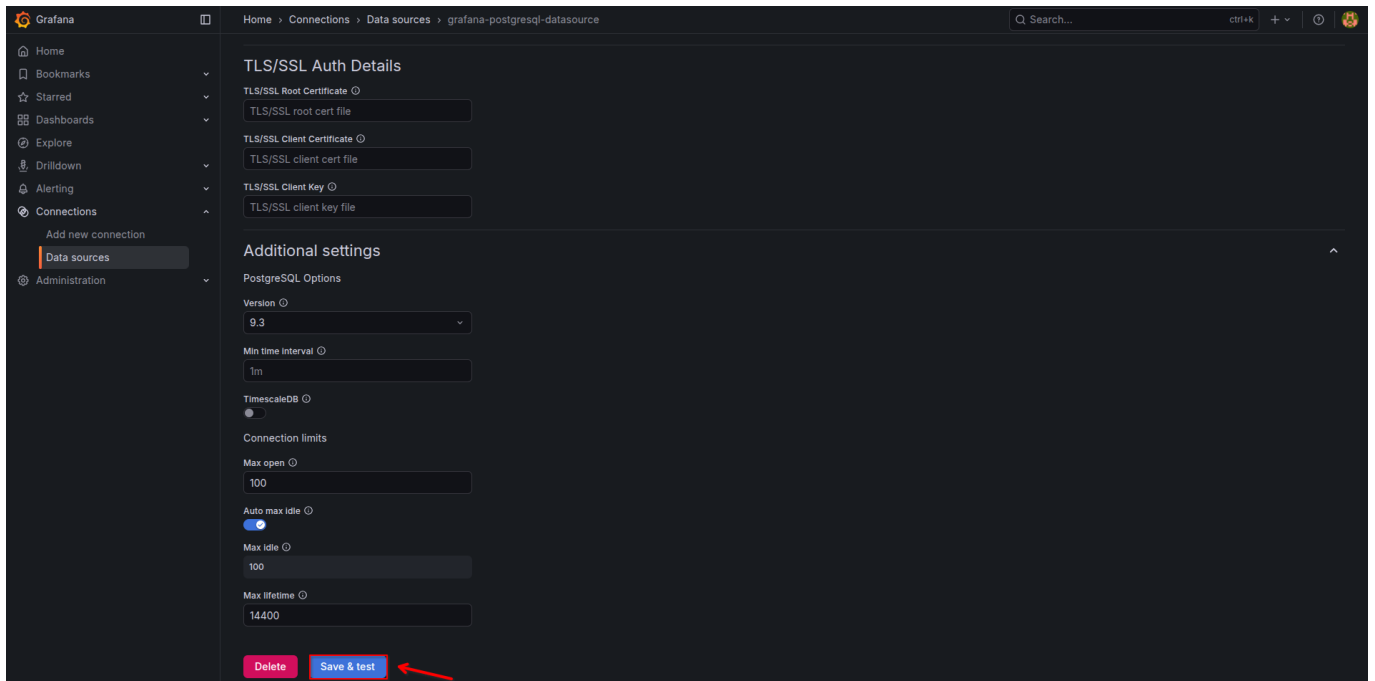 Grafana
Home › Connections › Data sources › grafana-postgresql-datasource
Search...
ctrl+k
Home
Bookmarks
Starred
Dashboards
Explore
Drilldown
Alerting
Connections
Add new connection
Data sources
Administration
TLS/SSL Auth Details
TLS/SSL Root Certificate
TLS/SSL root cert file
TLS/SSL Client Certificate
TLS/SSL client cert file
TLS/SSL Client Key
TLS/SSL client key file
Additional settings
PostgreSQL Options
Version
9.3
Min time interval
1m
TimescaleDB
Connection limits
Max open
100
Auto max idle
Max idle
100
Max lifetime
14400
Delete
Save & test